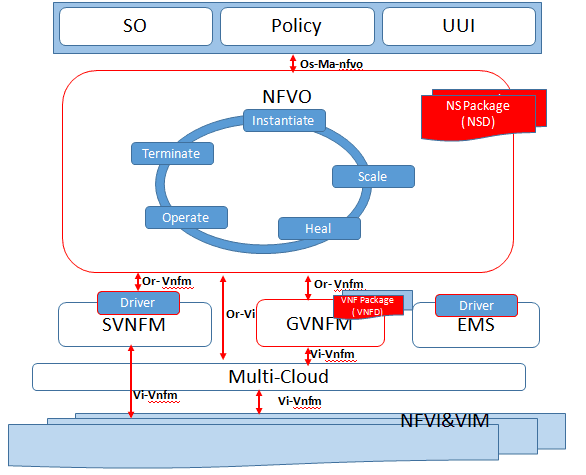 SO
Policy
UUI
Os-Ma-nfvo
NFVO
NS Package
( NSD)
Instantiate
Terminate
Scale
Operate
Heal
Or- Vnfm
Or- Vnfm
Driver
SVNFM
Or-Vi
VNF Package
( VNFD)
GVNFM
Driver
EMS
Vi-Vnfm
Multi-Cloud
Vi-Vnfm
Vi-Vnfm
NFVI&VIM